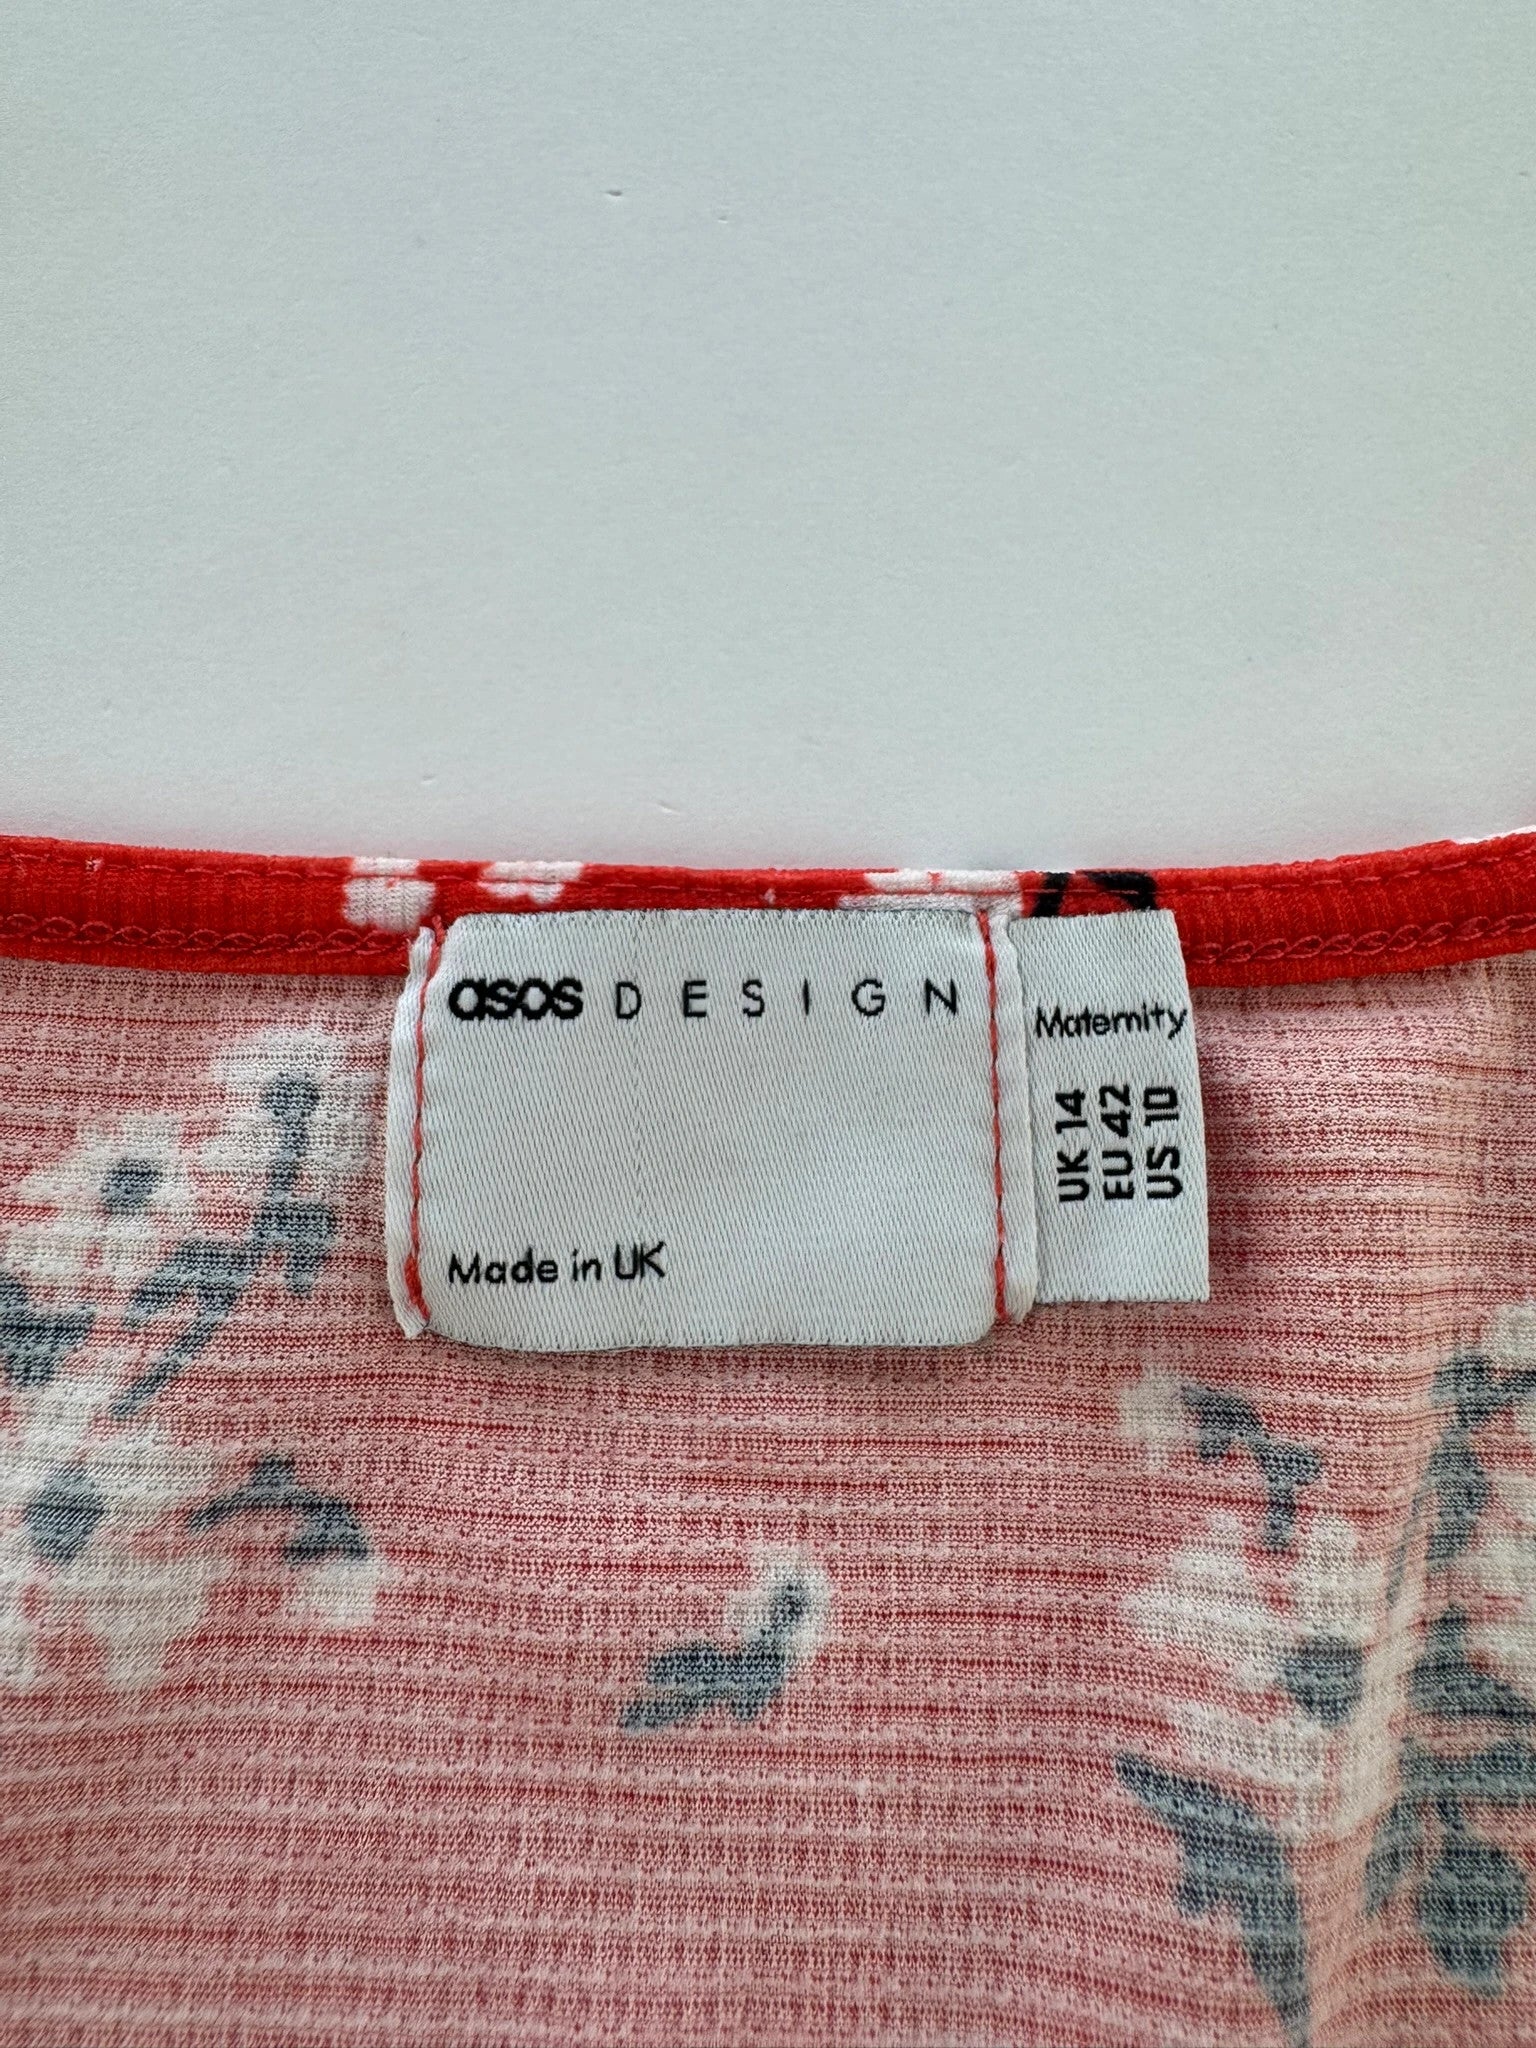 asos DESIGN
Made in UK
Maternity
UK 14
EU 42
US 10